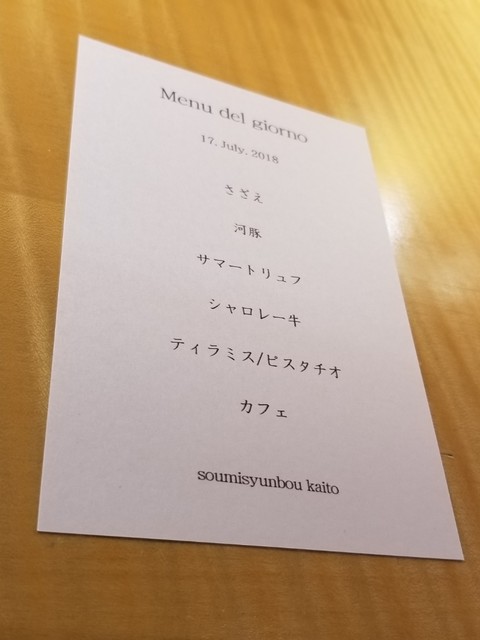 Menu del giorno
17. July, 2018
さざえ
河豚
サマートリュフ
シャロレー牛
ティラミス/ピスタチオ
カフェ
soumisyunbou kaito